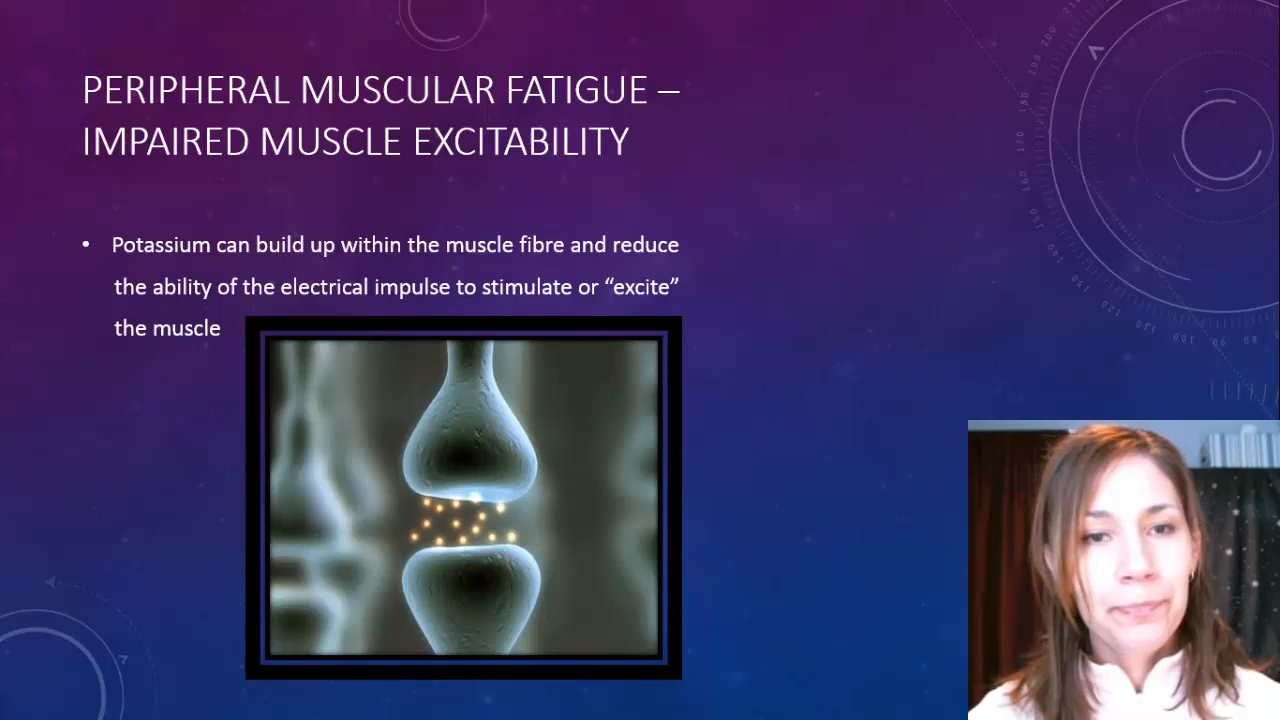 PERIPHERAL MUSCULAR FATIGUE –
IMPAIRED MUSCLE EXCITABILITY
• Potassium can build up within the muscle fibre and reduce
the ability of the electrical impulse to stimulate or “excite”
the muscle